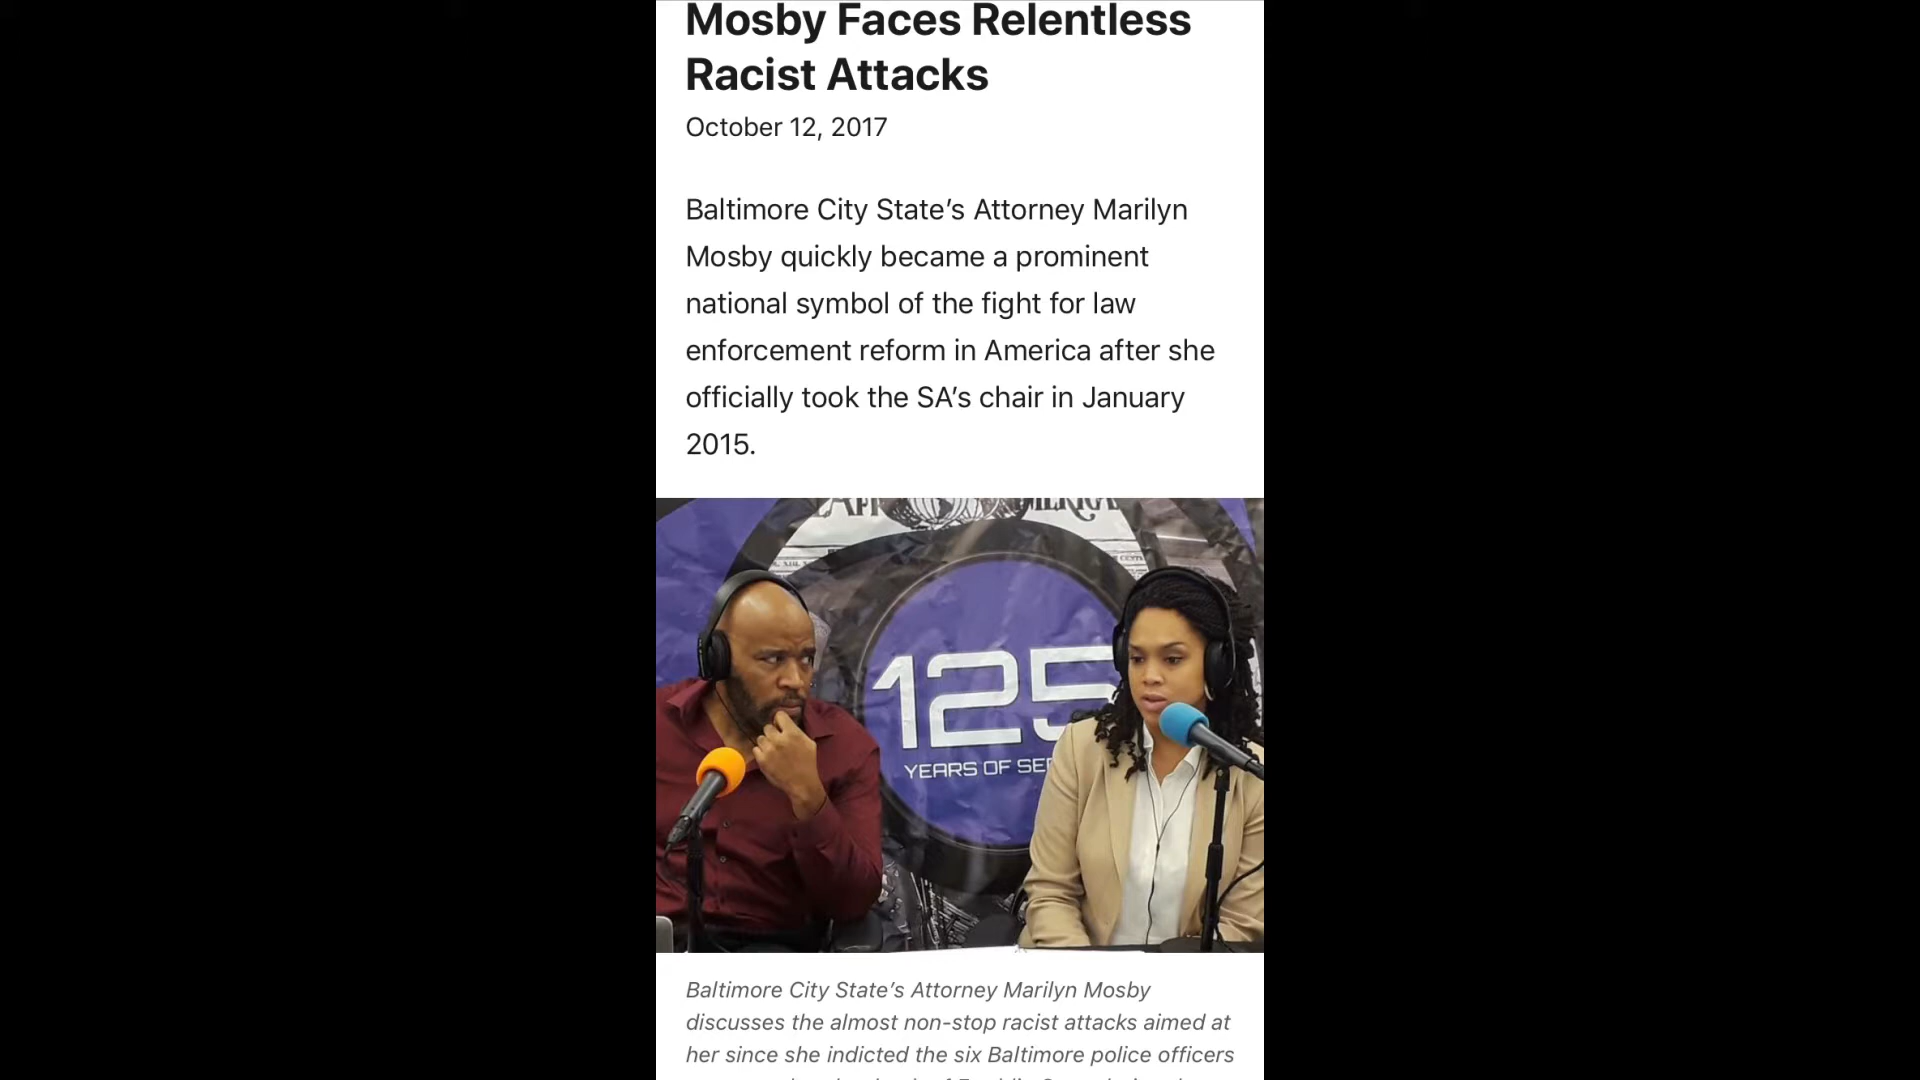 Mosby Faces Relentless
Racist Attacks
October 12, 2017
Baltimore City State’s Attorney Marilyn
Mosby quickly became a prominent
national symbol of the fight for law
enforcement reform in America after she
officially took the SA’s chair in January
2015.
125
YEARS OF
Baltimore City State’s Attorney Marilyn Mosby
discusses the almost non-stop racist attacks aimed at
her since she indicted the six Baltimore police officers